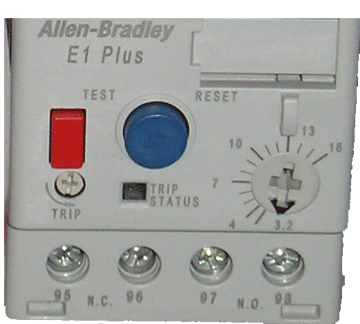 Allen-Bradley
E1 Plus
TEST
RESET
13
10
16
7
TRIP
STATUS
TRIP
4
3.2
95
N.C.
96
97
N.O.
98